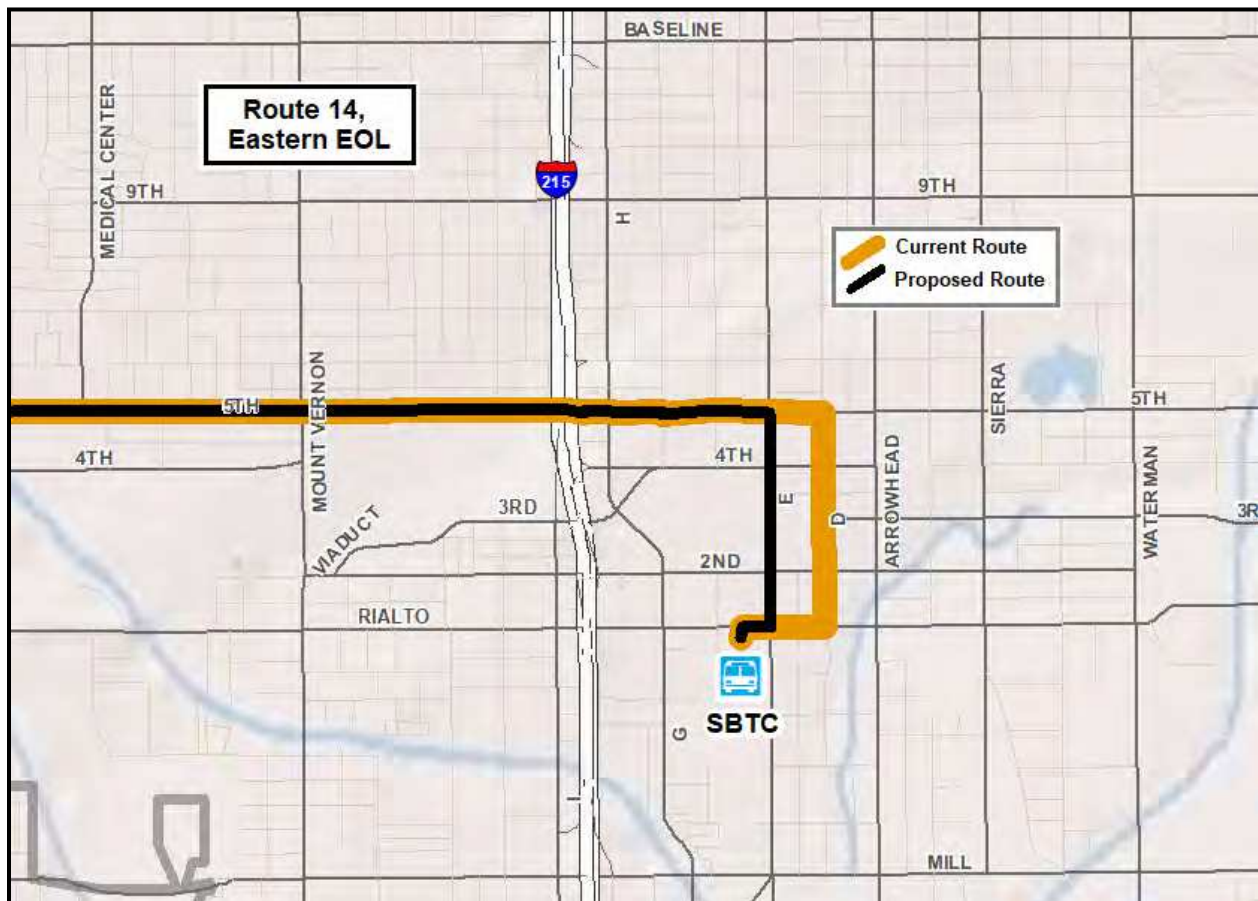 BASELINE
Route 14,
Eastern EOL
MEDICAL CENTER
215
9TH
9TH
H
Current Route
Proposed Route
MOUNT VERNON
SIERRA
5TH
5TH
4TH
4TH
ARROWHEAD
WATERMAN
E
D
3RD
3R
VIADUCT
2ND
RIALTO
SBTC
G
I
MILL